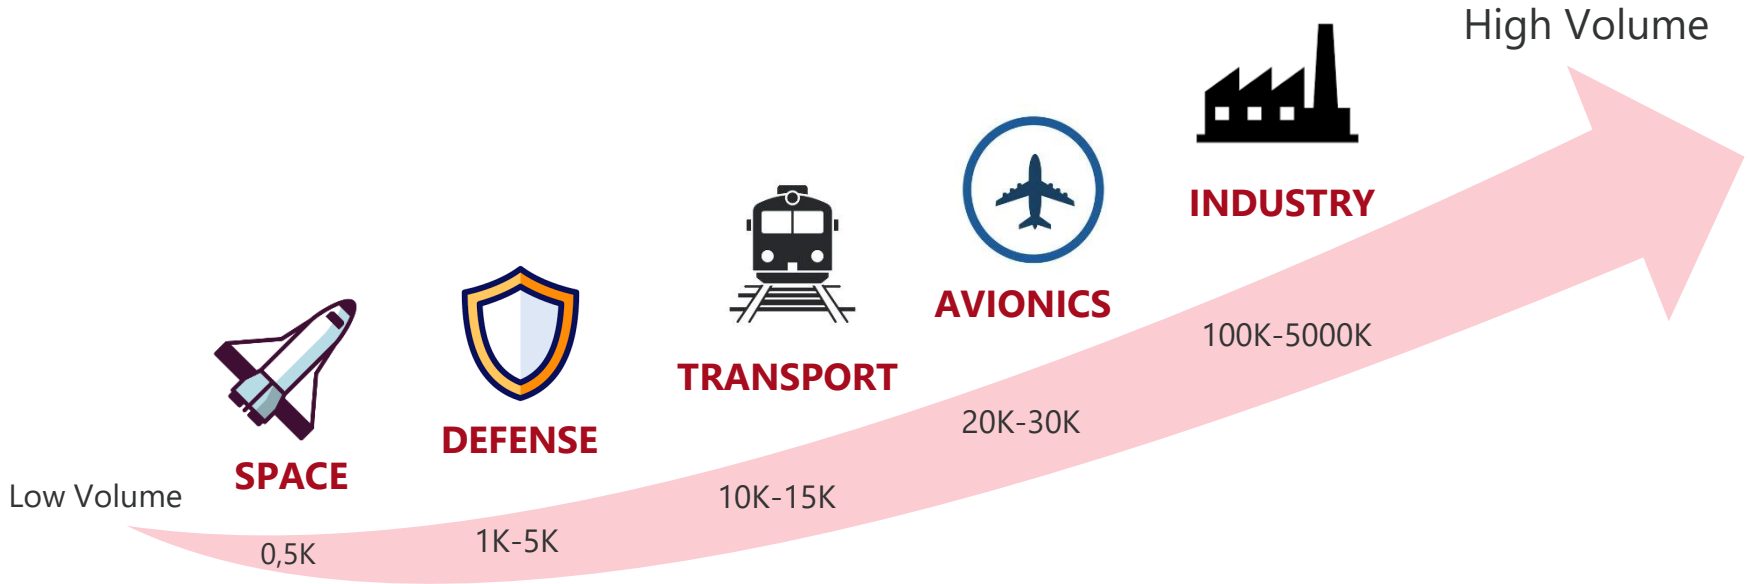 High Volume
INDUSTRY
AVIONICS
100K-5000K
TRANSPORT
20K-30K
DEFENSE
SPACE
Low Volume
10K-15K
1K-5K
0,5K